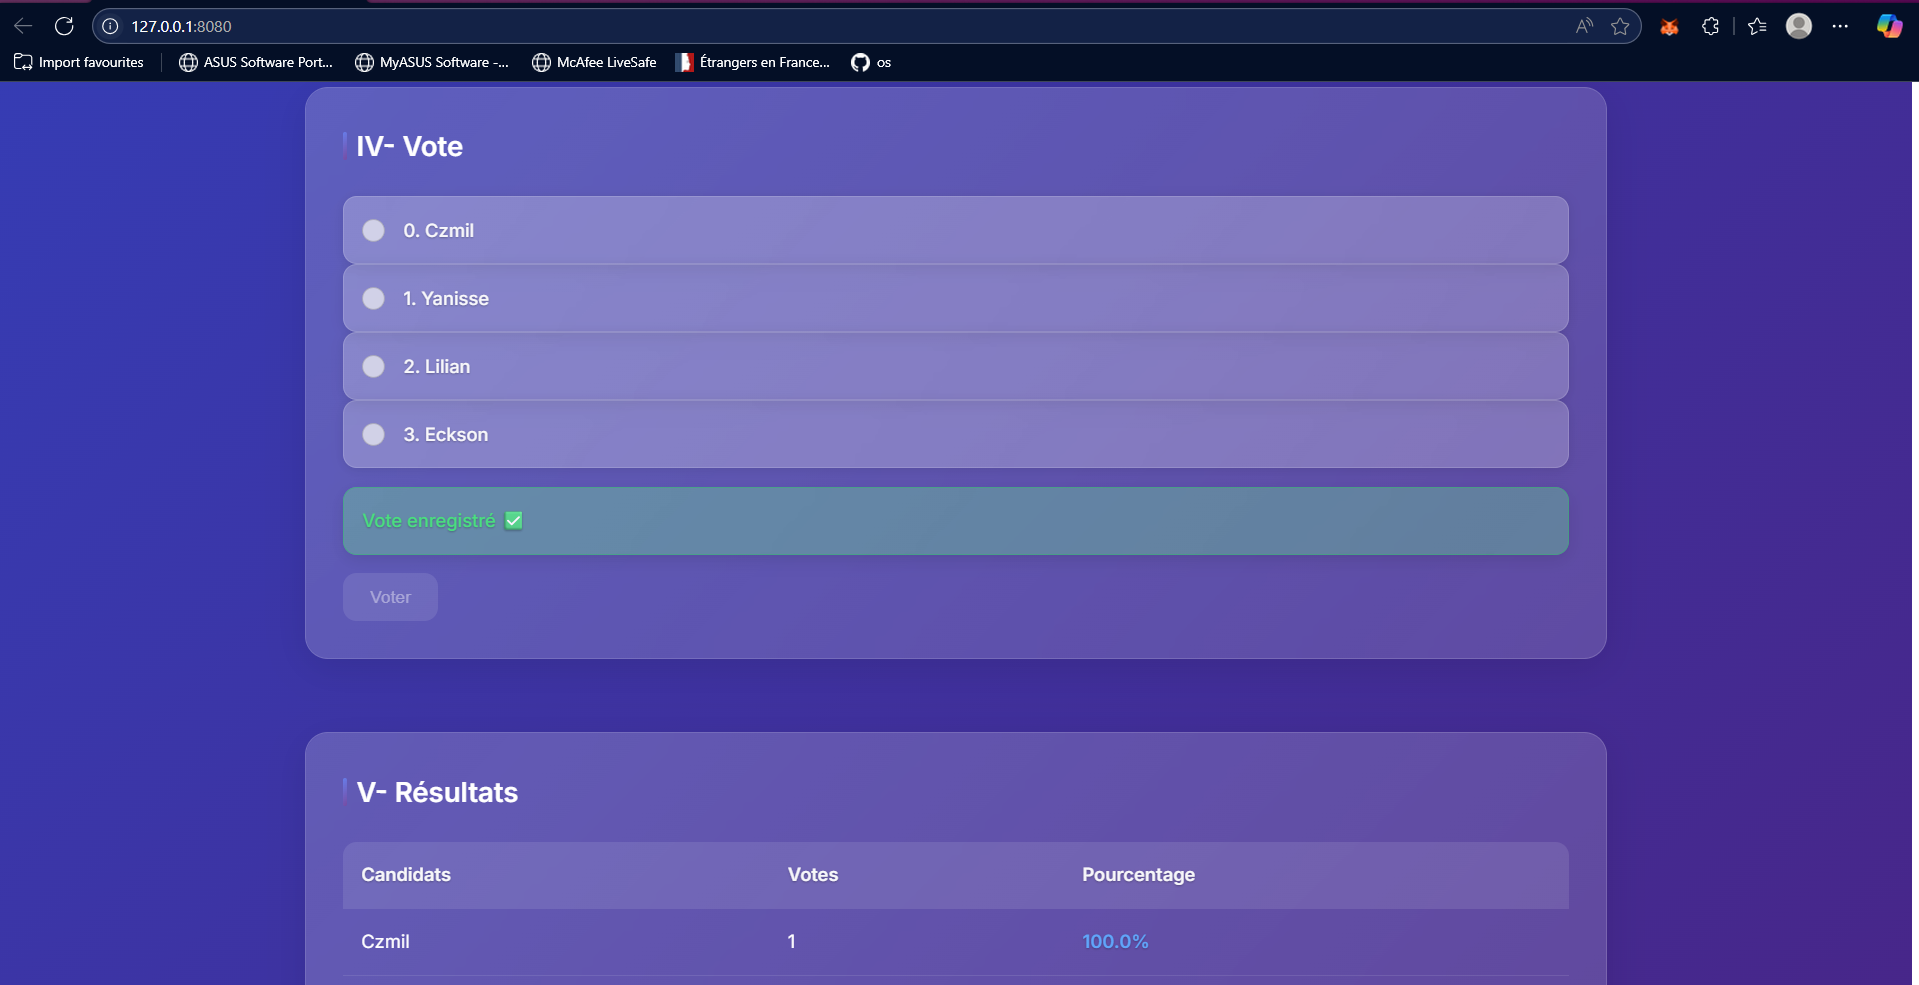 127.0.0.1:8080
Import favourites
ASUS Software Port...
MyASUS Software -...
McAfee LiveSafe
Étrangers en France...
os
IV- Vote
0. Czmil
1. Yanisse
2. Lilian
3. Eckson
Vote enregistré ✅
Voter
V- Résultats
Candidats Votes Pourcentage
Czmil 1 100.0%